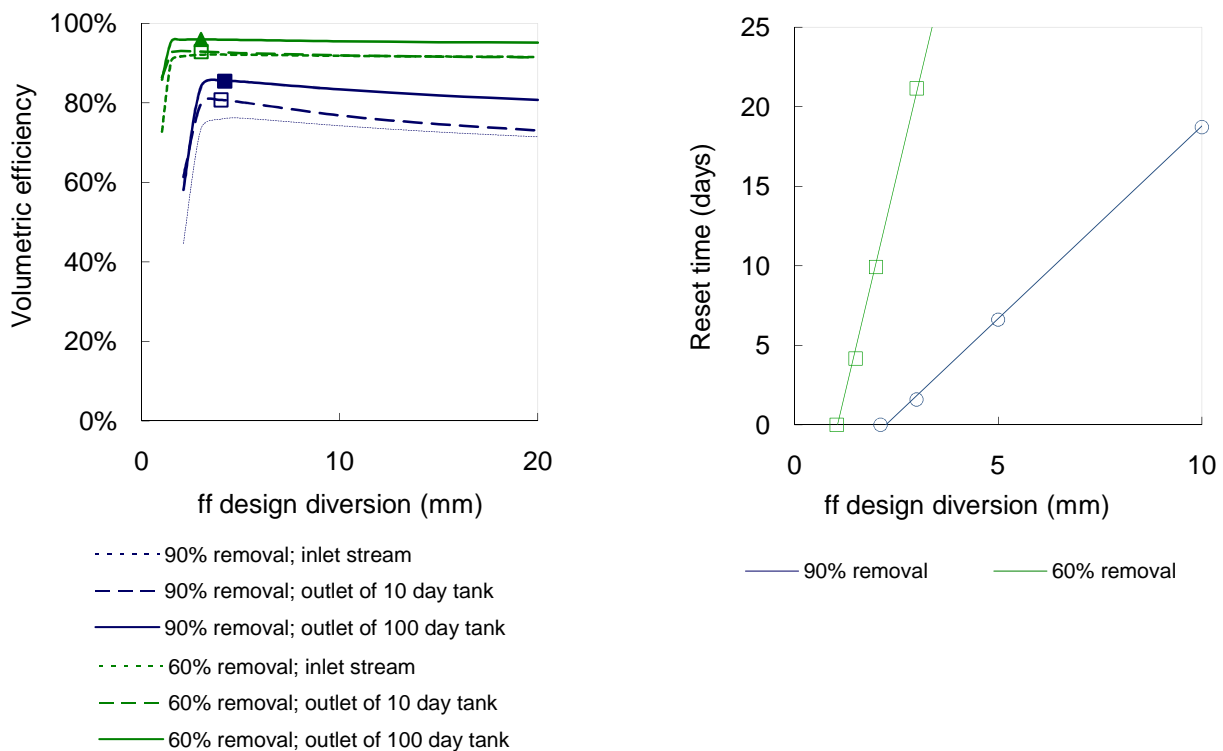 100%
80%
60%
40%
20%
0%
Volumetric efficiency
0
10
20
ff design diversion (mm)
90% removal; inlet stream
90% removal; outlet of 10 day tank
90% removal; outlet of 100 day tank
60% removal; inlet stream
60% removal; outlet of 10 day tank
60% removal; outlet of 100 day tank
25
20
15
10
5
0
Reset time (days)
0
5
10
ff design diversion (mm)
90% removal
60% removal